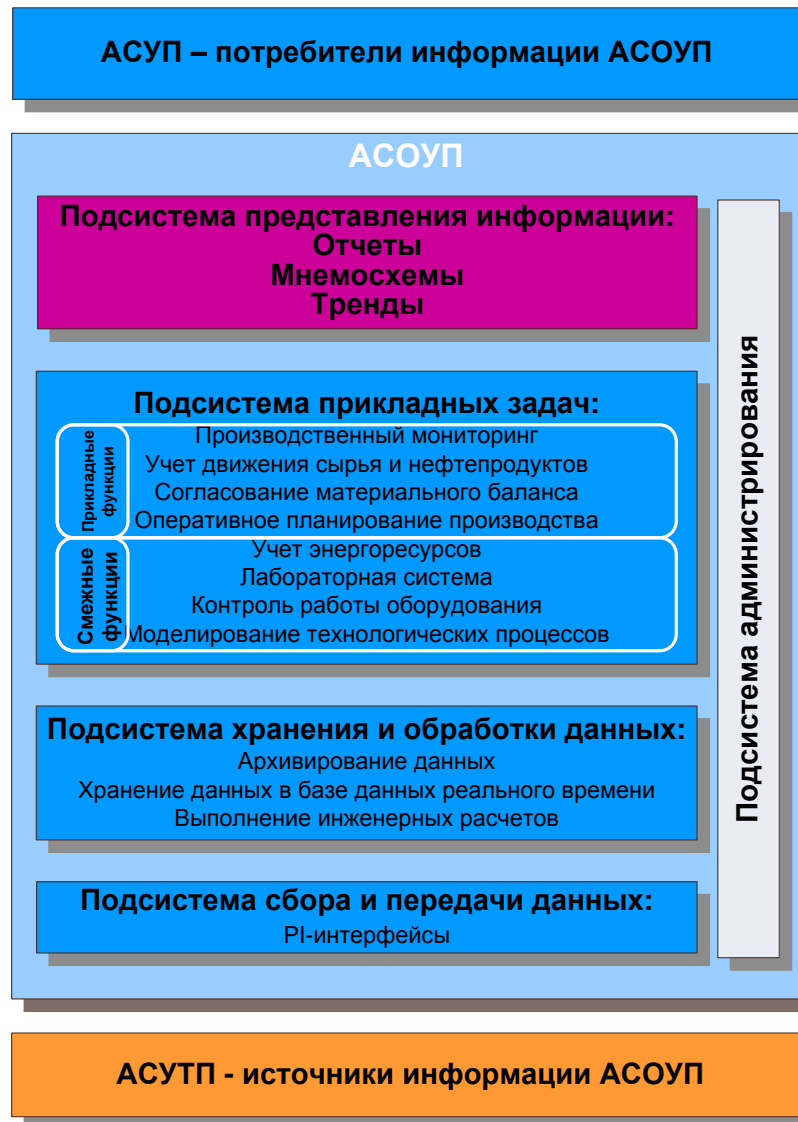 АСУП – потребители информации АСОУП
АСОУП
Подсистема представления информации:
Отчеты
Мнемосхемы
Тренды
Подсистема прикладных задач:
Прикладные
функции
Производственный мониторинг
Учет движения сырья и нефтепродуктов
Согласование материального баланса
Оперативное планирование производства
Смежные
функции
Учет энергоресурсов
Лабораторная система
Контроль работы оборудования
Моделирование технологических процессов
Подсистема хранения и обработки данных:
Архивирование данных
Хранение данных в базе данных реального времени
Выполнение инженерных расчетов
Подсистема сбора и передачи данных:
PI-интерфейсы
Подсистема администрирования
АСУТП - источники информации АСОУП